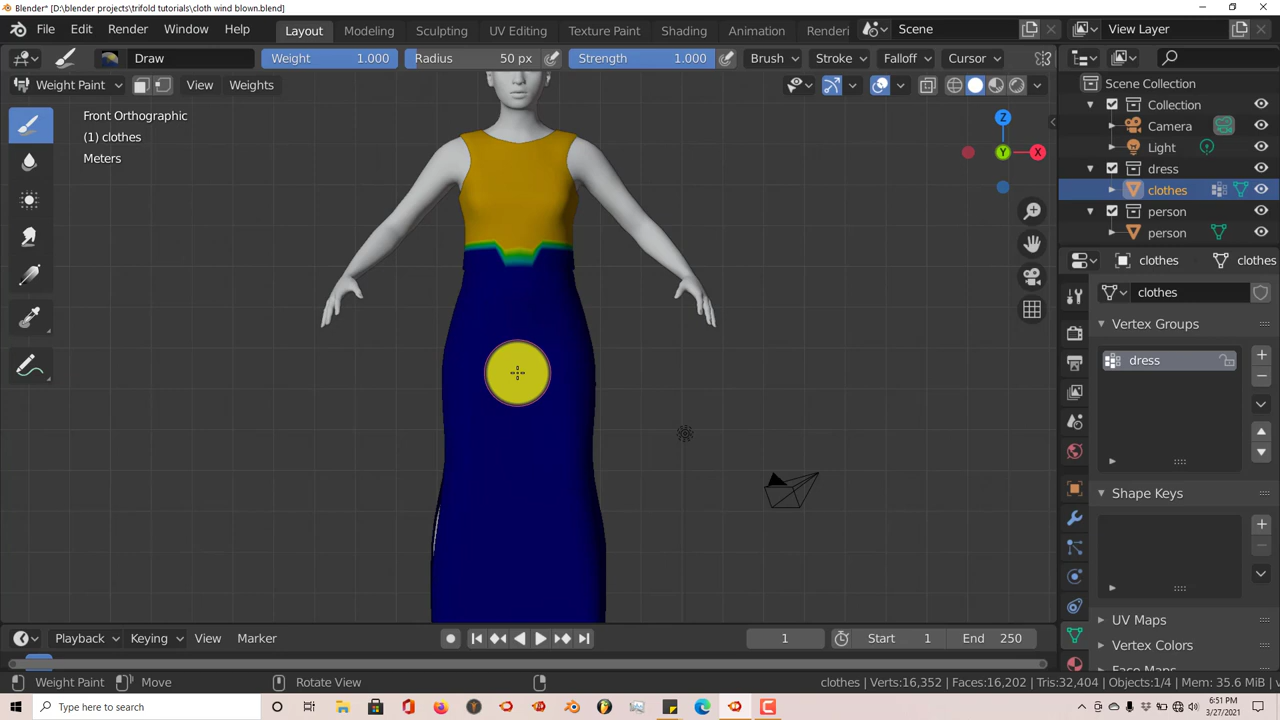 Blender* [D:\blender projects\trifold tutorials\cloth wind blown.blend]
File Edit Render Window Help Layout Modeling Sculpting UV Editing Texture Paint Shading Animation Renderi Scene View Layer
Draw Weight 1.000 Radius 50 px Strength 1.000 Brush Stroke Falloff Cursor
Weight Paint View Weights
Front Orthographic
(1) clothes
Meters
Z
Y
X
Scene Collection
Collection
Camera
Light
dress
clothes
person
person
clothes clothes
clothes
Vertex Groups
dress
Shape Keys
UV Maps
Vertex Colors
Face Maps
Playback Keying View Marker 1 Start 1 End 250
Weight Paint Move Rotate View clothes | Verts:16,352 | Faces:16,202 | Tris:32,404 | Objects:1/4 | Mem: 35.6 MiB | v
Type here to search 6:51 PM
3/27/2021